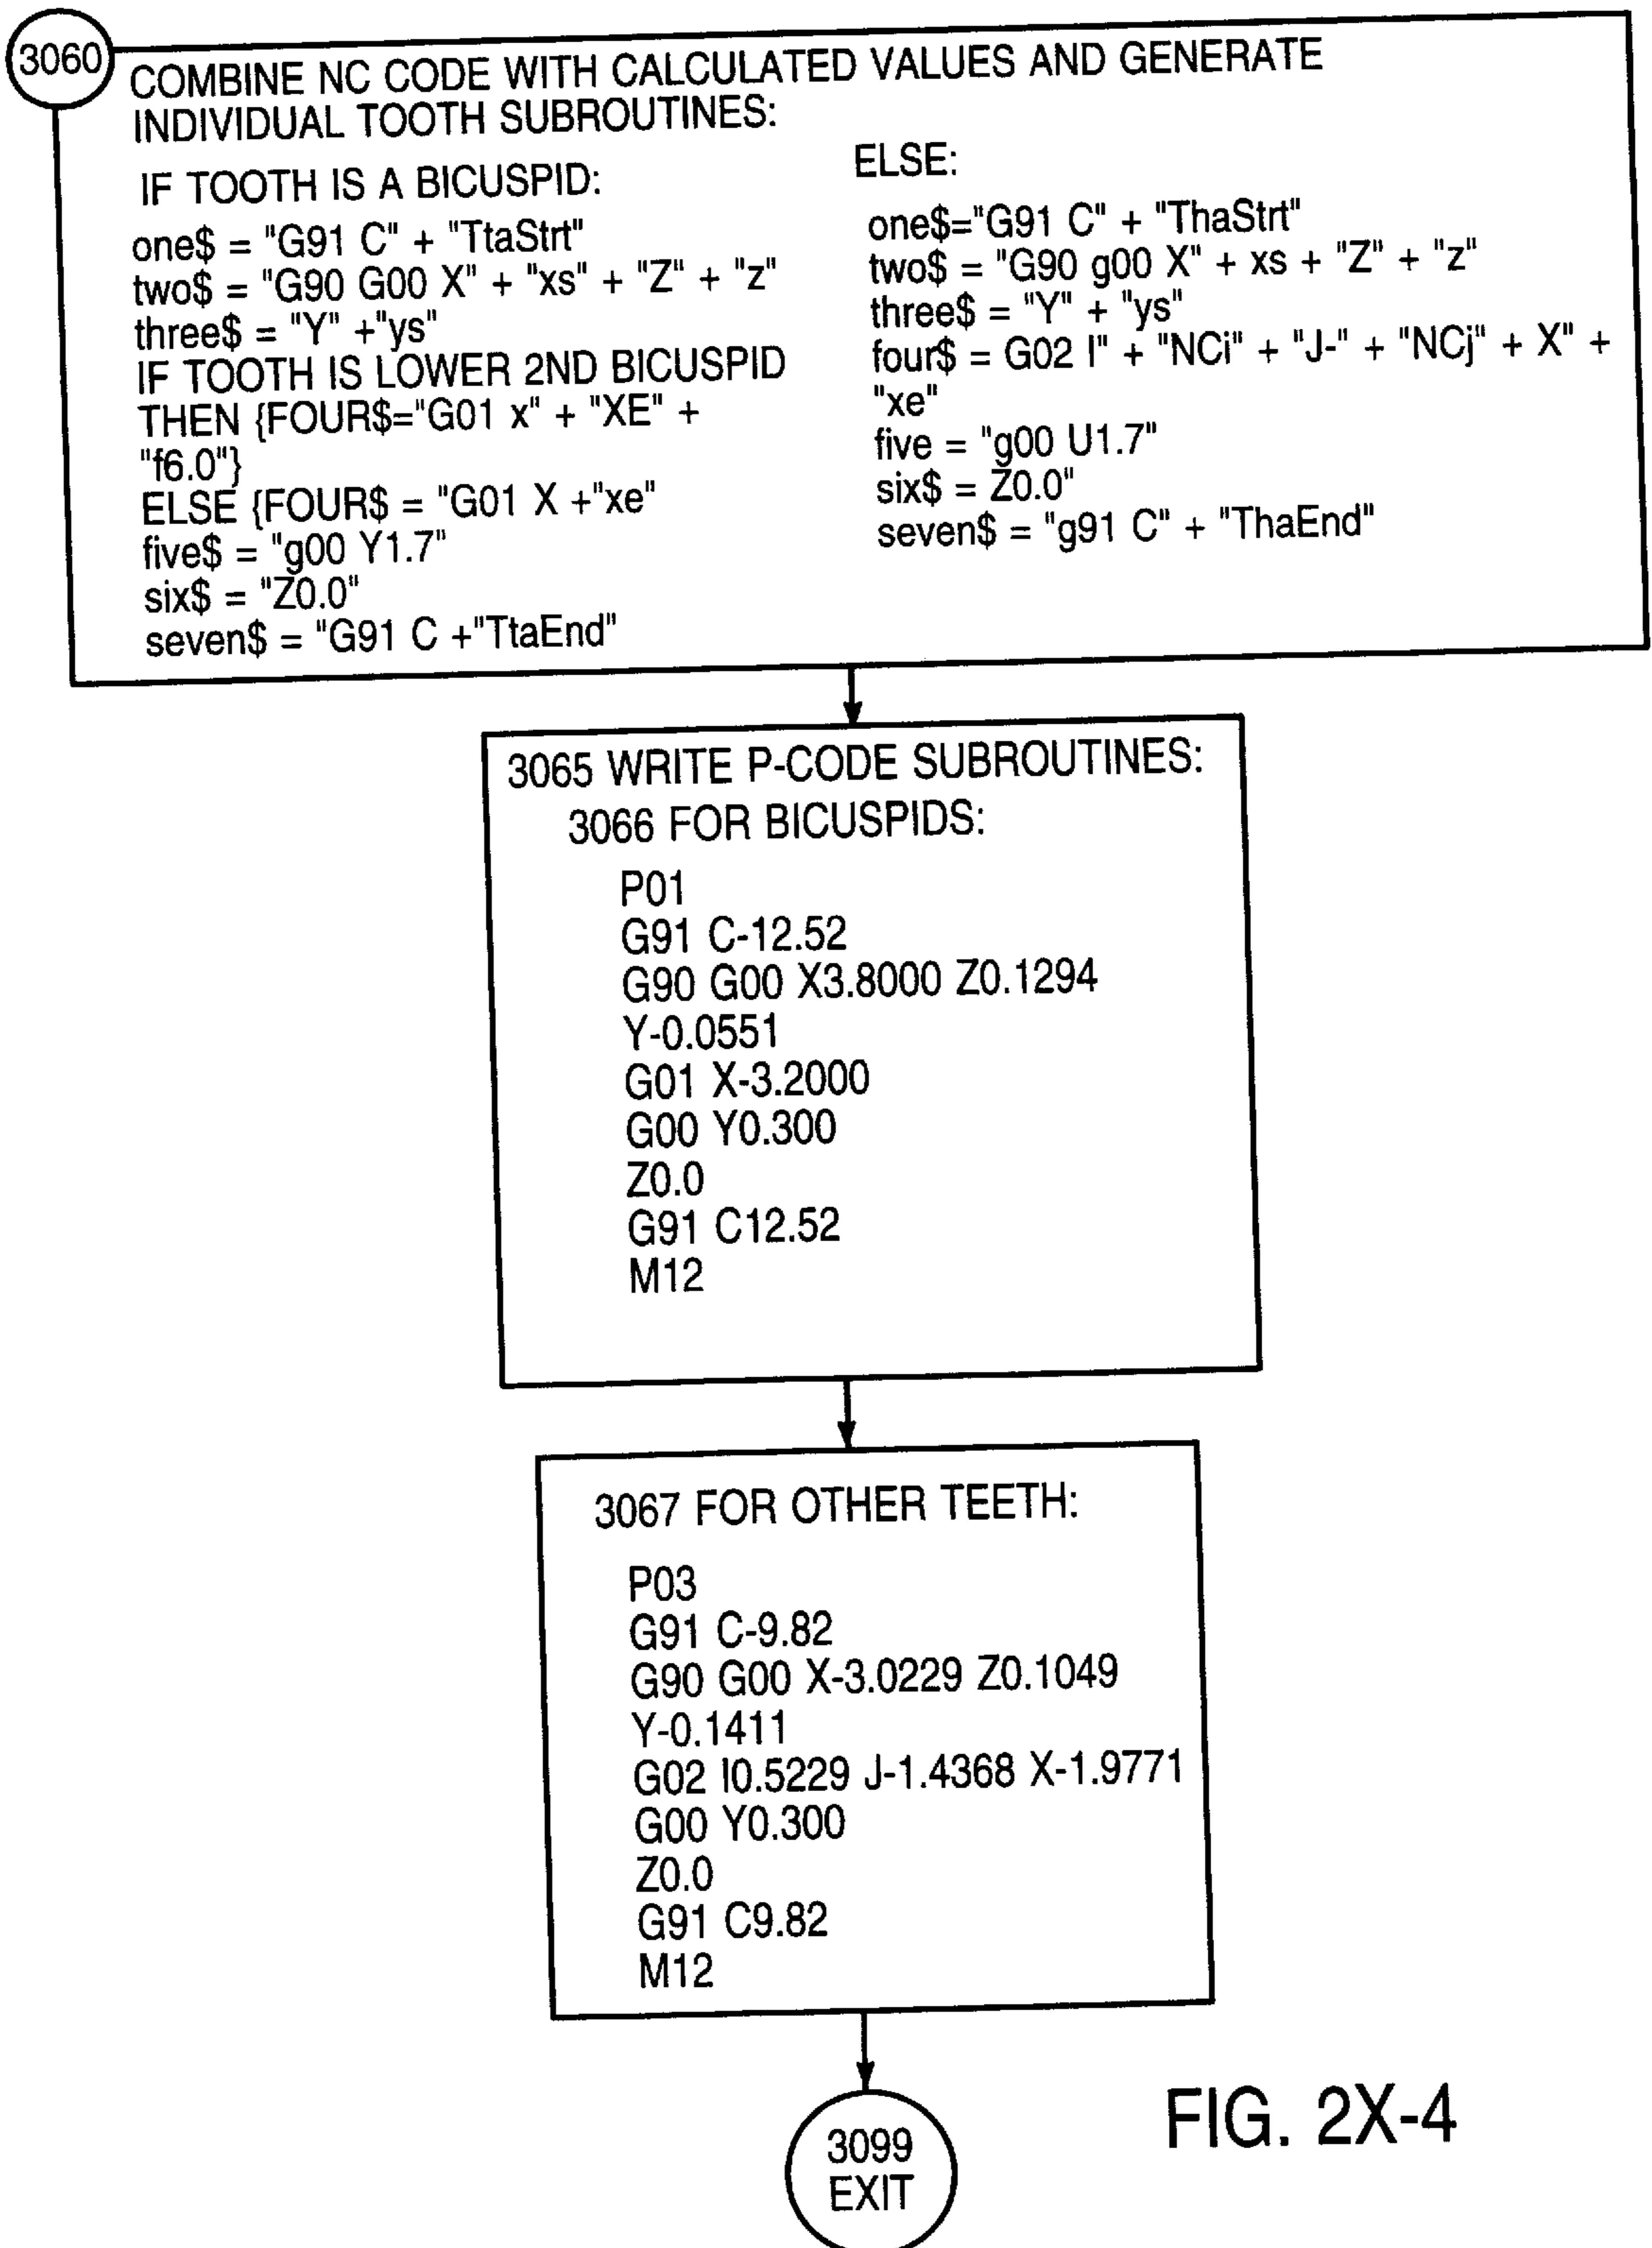 3060
COMBINE NC CODE WITH CALCULATED VALUES AND GENERATE
INDIVIDUAL TOOTH SUBROUTINES:
IF TOOTH IS A BICUSPID:
one$ = "G91 C" + "TtaStrt"
two$ = "G90 G00 X" + "xs" + "Z" + "z"
three$ = "Y" +"ys"
IF TOOTH IS LOWER 2ND BICUSPID
THEN {FOUR$="G01 x" + "XE" +
"f6.0"}
ELSE {FOUR$ = "G01 X +"xe"
five$ = "g00 Y1.7"
six$ = "Z0.0"
seven$ = "G91 C +"TtaEnd"
ELSE:
one$="G91 C" + "ThaStrt"
two$ = "G90 g00 X" + xs + "Z" + "z"
three$ = "Y" + "ys"
four$ = G02 I" + "NCi" + "J-" + "NCj" + X" +
"xe"
five = "g00 U1.7"
six$ = Z0.0"
seven$ = "g91 C" + "ThaEnd"
3065 WRITE P-CODE SUBROUTINES:
3066 FOR BICUSPIDS:
P01
G91 C-12.52
G90 G00 X3.8000 Z0.1294
Y-0.0551
G01 X-3.2000
G00 Y0.300
Z0.0
G91 C12.52
M12
3067 FOR OTHER TEETH:
P03
G91 C-9.82
G90 G00 X-3.0229 Z0.1049
Y-0.1411
G02 I0.5229 J-1.4368 X-1.9771
G00 Y0.300
Z0.0
G91 C9.82
M12
3099
EXIT
FIG. 2X-4